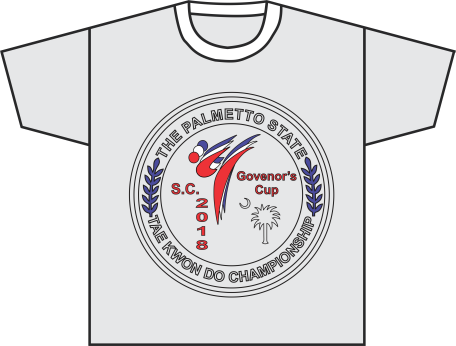 THE PALMETTO STATE
S.C.
2018
Govenor's
Cup
TAE KWON DO CHAMPIONSHIP